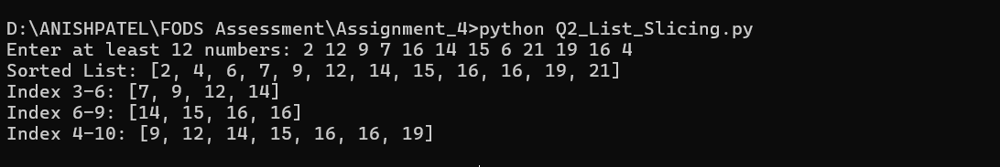 D:\ANISHPATEL\FODS Assessment\Assignment_4>python Q2_List_Slicing.py
Enter at least 12 numbers: 2 12 9 7 16 14 15 6 21 19 16 4
Sorted List: [2, 4, 6, 7, 9, 12, 14, 15, 16, 16, 19, 21]
Index 3-6: [7, 9, 12, 14]
Index 6-9: [14, 15, 16, 16]
Index 4-10: [9, 12, 14, 15, 16, 16, 19]